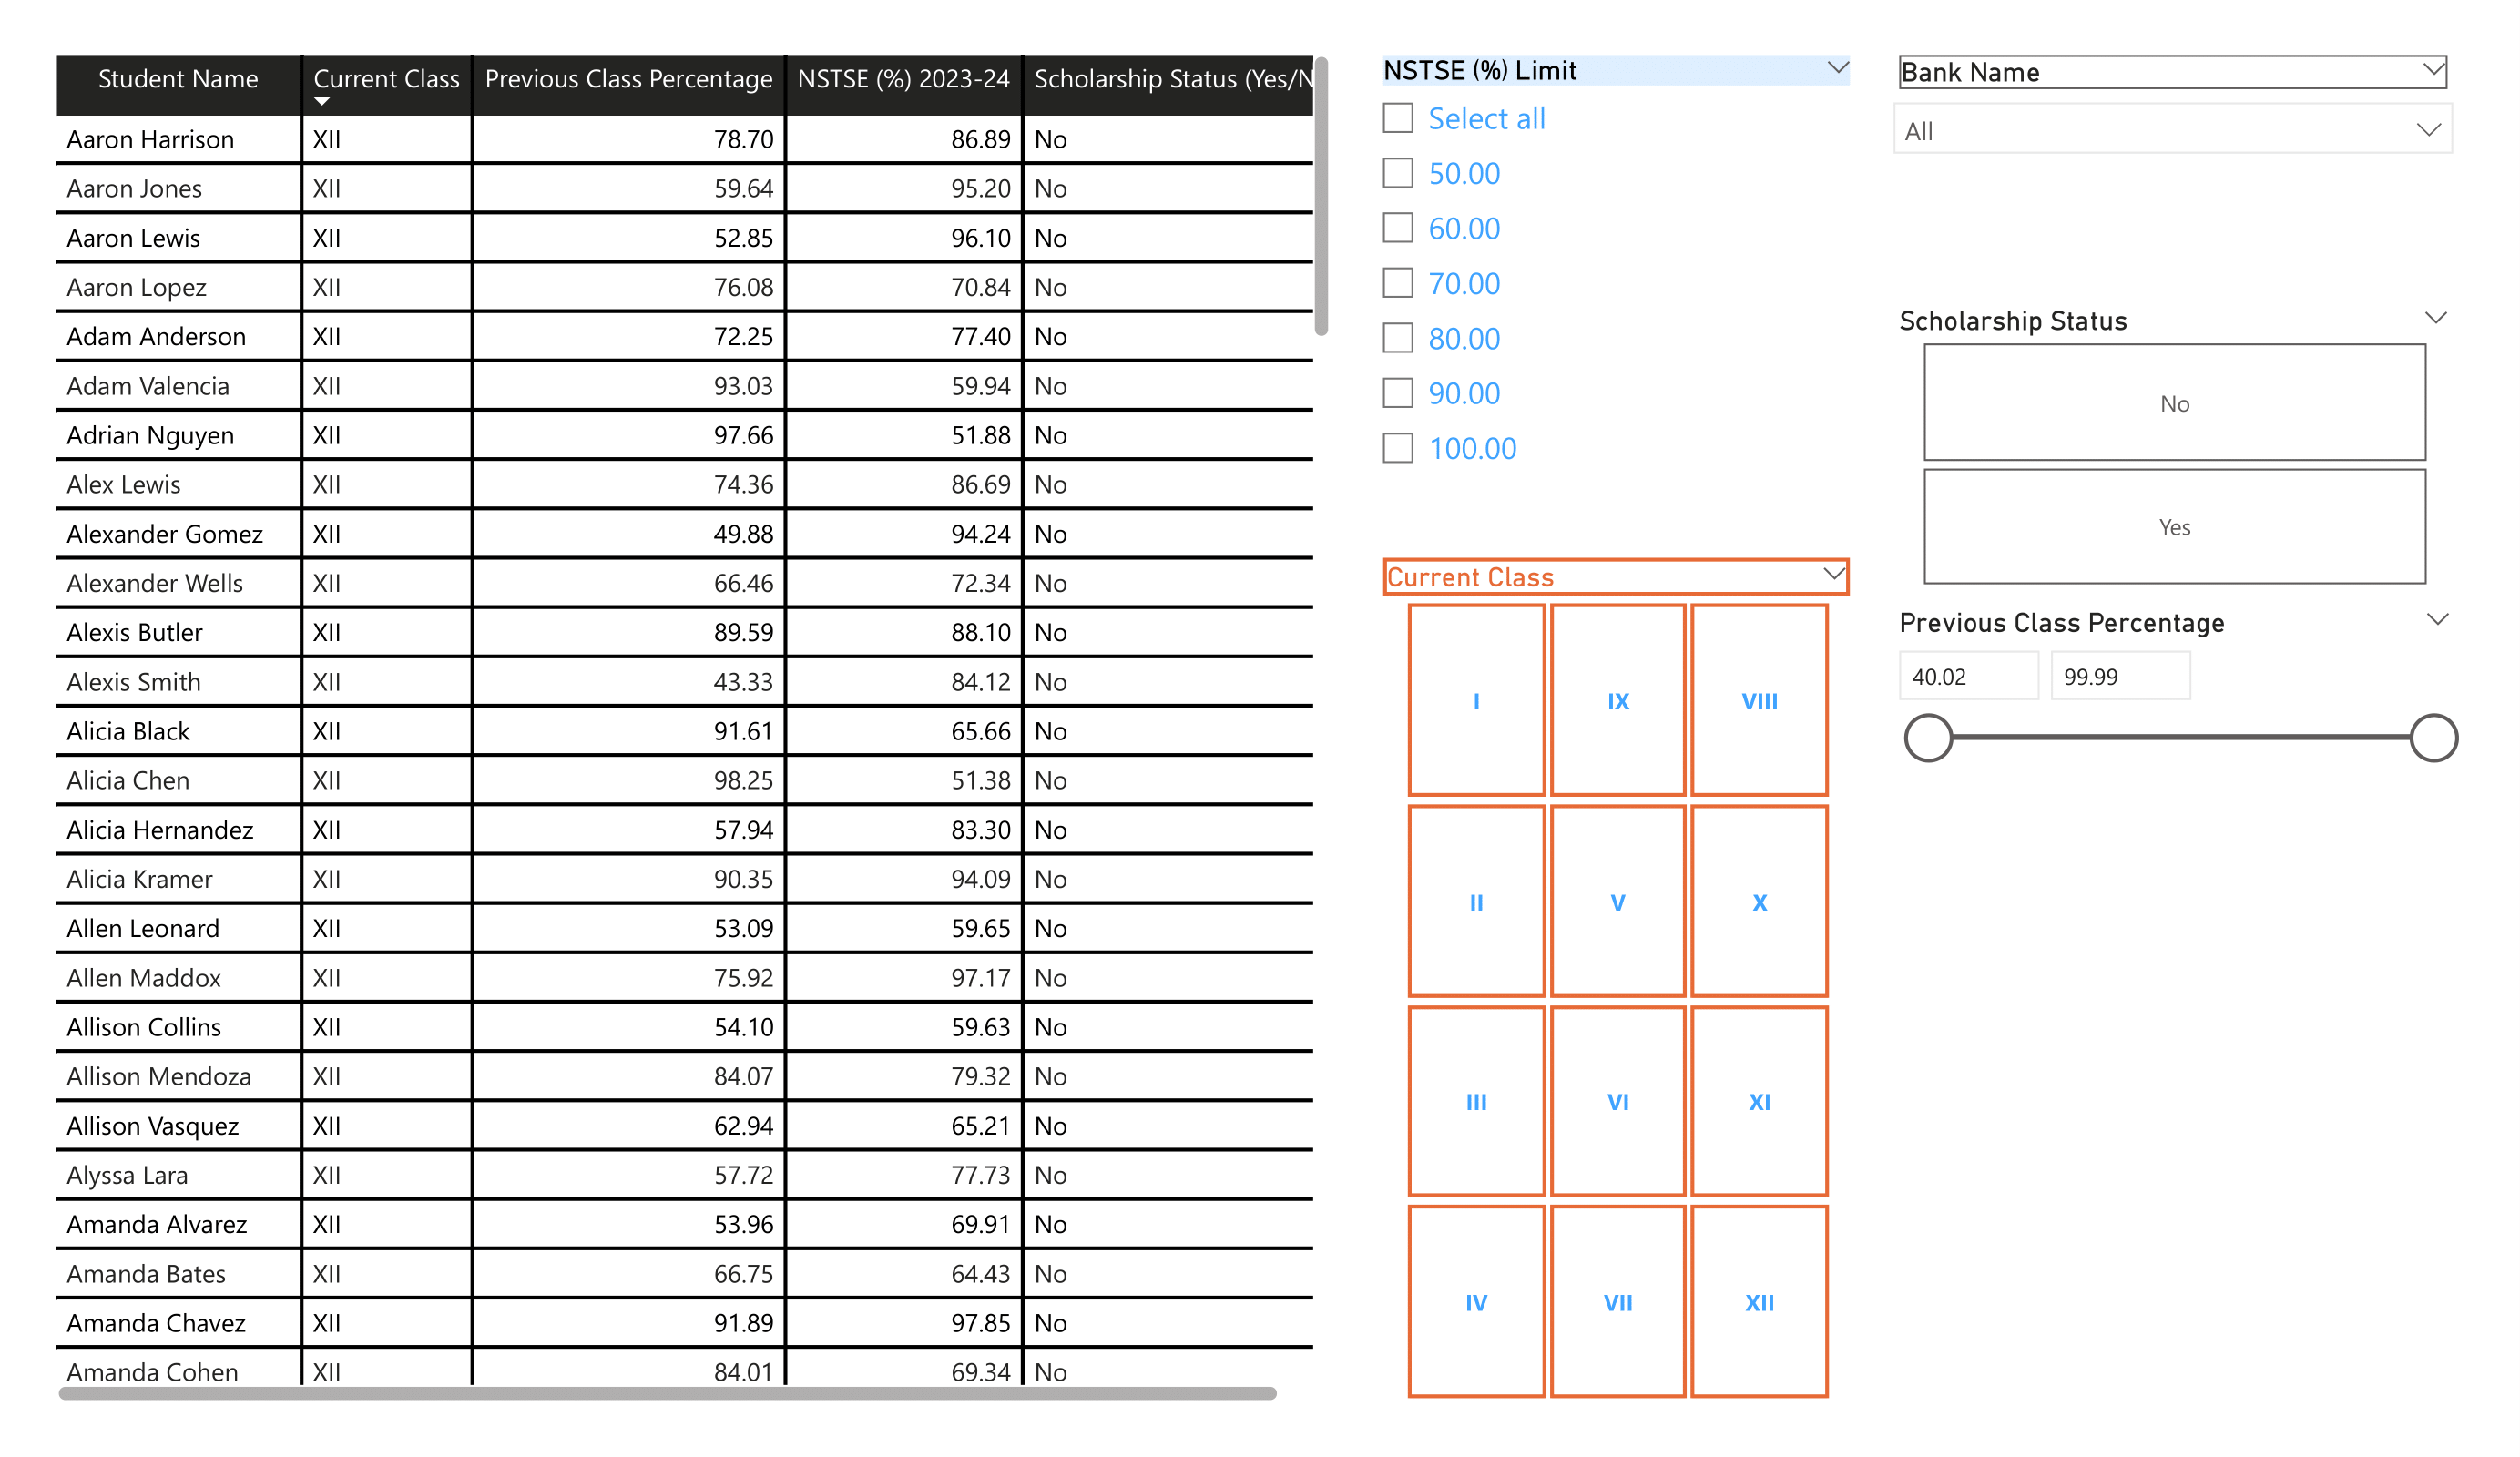 Student Name Current Class Previous Class Percentage NSTSE (%) 2023-24 Scholarship Status (Yes/N
Aaron Harrison XII 78.70 86.89 No
Aaron Jones XII 59.64 95.20 No
Aaron Lewis XII 52.85 96.10 No
Aaron Lopez XII 76.08 70.84 No
Adam Anderson XII 72.25 77.40 No
Adam Valencia XII 93.03 59.94 No
Adrian Nguyen XII 97.66 51.88 No
Alex Lewis XII 74.36 86.69 No
Alexander Gomez XII 49.88 94.24 No
Alexander Wells XII 66.46 72.34 No
Alexis Butler XII 89.59 88.10 No
Alexis Smith XII 43.33 84.12 No
Alicia Black XII 91.61 65.66 No
Alicia Chen XII 98.25 51.38 No
Alicia Hernandez XII 57.94 83.30 No
Alicia Kramer XII 90.35 94.09 No
Allen Leonard XII 53.09 59.65 No
Allen Maddox XII 75.92 97.17 No
Allison Collins XII 54.10 59.63 No
Allison Mendoza XII 84.07 79.32 No
Allison Vasquez XII 62.94 65.21 No
Alyssa Lara XII 57.72 77.73 No
Amanda Alvarez XII 53.96 69.91 No
Amanda Bates XII 66.75 64.43 No
Amanda Chavez XII 91.89 97.85 No
Amanda Cohen XII 84.01 69.34 No
NSTSE (%) Limit
Select all
50.00
60.00
70.00
80.00
90.00
100.00
Current Class
I IX VIII
II V X
III VI XI
IV VII XII
Bank Name
All
Scholarship Status
No
Yes
Previous Class Percentage
40.02 99.99